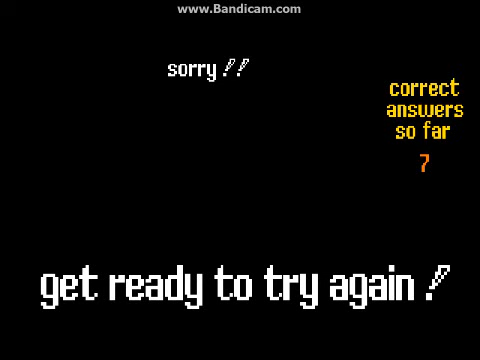 www.Bandicam.com
sorry !!
correct
answers
so far
7
get ready to try again !